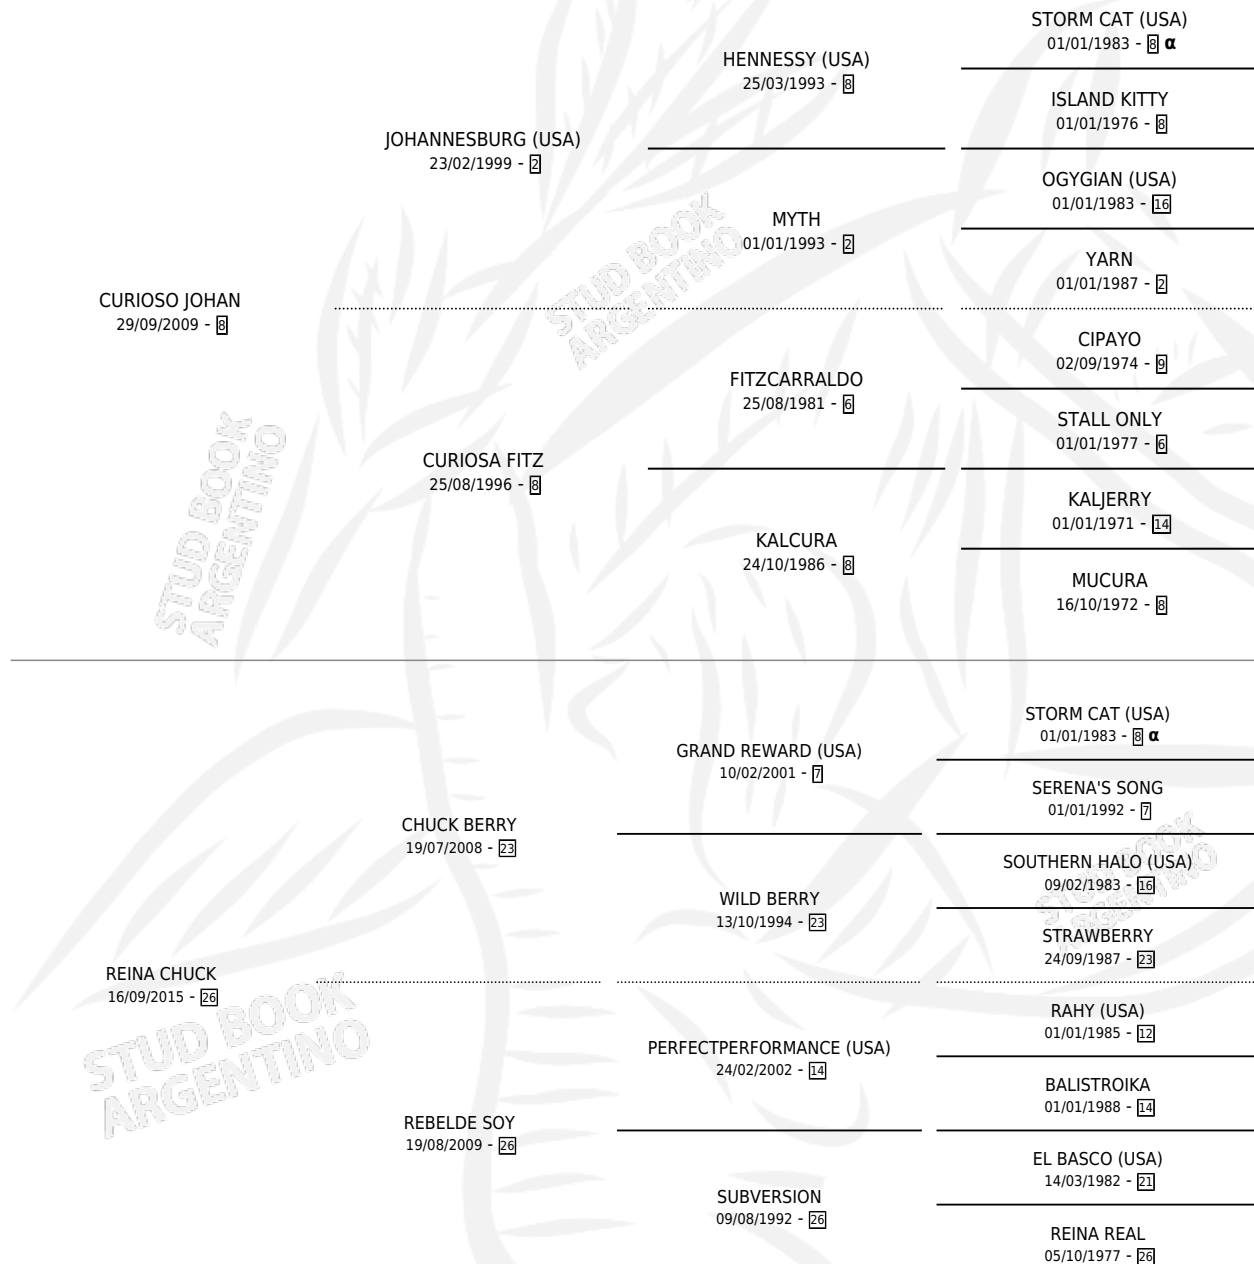 STORM CAT (USA)
01/01/1983 - 8 α
HENNESSY (USA)
25/03/1993 - 8
ISLAND KITTY
01/01/1976 - 8
JOHANNESBURG (USA)
23/02/1999 - 2
OGYGIAN (USA)
01/01/1983 - 16
MYTH
01/01/1993 - 2
YARN
01/01/1987 - 2
CURIOSO JOHAN
29/09/2009 - 8
CIPAYO
02/09/1974 - 9
FITZCARRALDO
25/08/1981 - 6
STALL ONLY
01/01/1977 - 6
CURIOSA FITZ
25/08/1996 - 8
KALJERRY
01/01/1971 - 14
KALCURA
24/10/1986 - 8
MUCURA
16/10/1972 - 8
STORM CAT (USA)
01/01/1983 - 8 α
GRAND REWARD (USA)
10/02/2001 - 7
SERENA'S SONG
01/01/1992 - 7
CHUCK BERRY
19/07/2008 - 23
SOUTHERN HALO (USA)
09/02/1983 - 16
WILD BERRY
13/10/1994 - 23
STRAWBERRY
24/09/1987 - 23
REINA CHUCK
16/09/2015 - 26
RAHY (USA)
01/01/1985 - 12
PERFECTPERFORMANCE (USA)
24/02/2002 - 14
BALISTROIKA
01/01/1988 - 14
REBELDE SOY
19/08/2009 - 26
EL BASCO (USA)
14/03/1982 - 21
SUBVERSION
09/08/1992 - 26
REINA REAL
05/10/1977 - 26
STUD BOOK
ARGENTINO
STUD BOOK
ARGENTINO
STUD BOOK
ARGENTINO
STUD BOOK
ARGENTINO